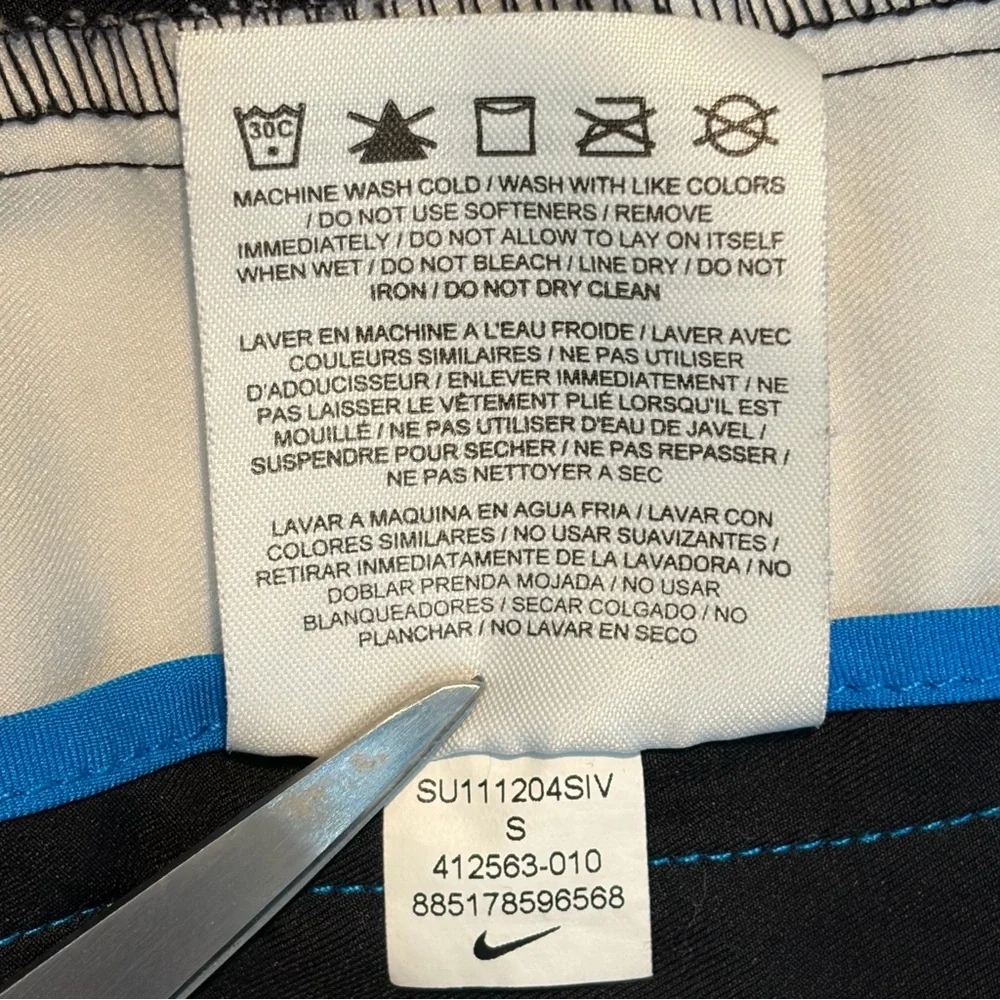 30C
MACHINE WASH COLD / WASH WITH LIKE COLORS
/ DO NOT USE SOFTENERS / REMOVE
IMMEDIATELY / DO NOT ALLOW TO LAY ON ITSELF
WHEN WET / DO NOT BLEACH / LINE DRY / DO NOT
IRON / DO NOT DRY CLEAN
LAVER EN MACHINE A L'EAU FROIDE / LAVER AVEC
COULEURS SIMILAIRES / NE PAS UTILISER
D'ADOUCISSEUR / ENLEVER IMMEDIATEMENT / NE
PAS LAISSER LE VÊTEMENT PLIÉ LORSQU'IL EST
MOUILLÉ / NE PAS UTILISER D'EAU DE JAVEL /
SUSPENDRE POUR SECHER / NE PAS REPASSER /
NE PAS NETTOYER A SEC
LAVAR A MAQUINA EN AGUA FRIA / LAVAR CON
COLORES SIMILARES / NO USAR SUAVIZANTES /
RETIRAR INMEDIATAMENTE DE LA LAVADORA / NO
DOBLAR PRENDA MOJADA / NO USAR
BLANQUEADORES / SECAR COLGADO / NO
PLANCHAR / NO LAVAR EN SECO
SU111204SIV
S
412563-010
885178596568